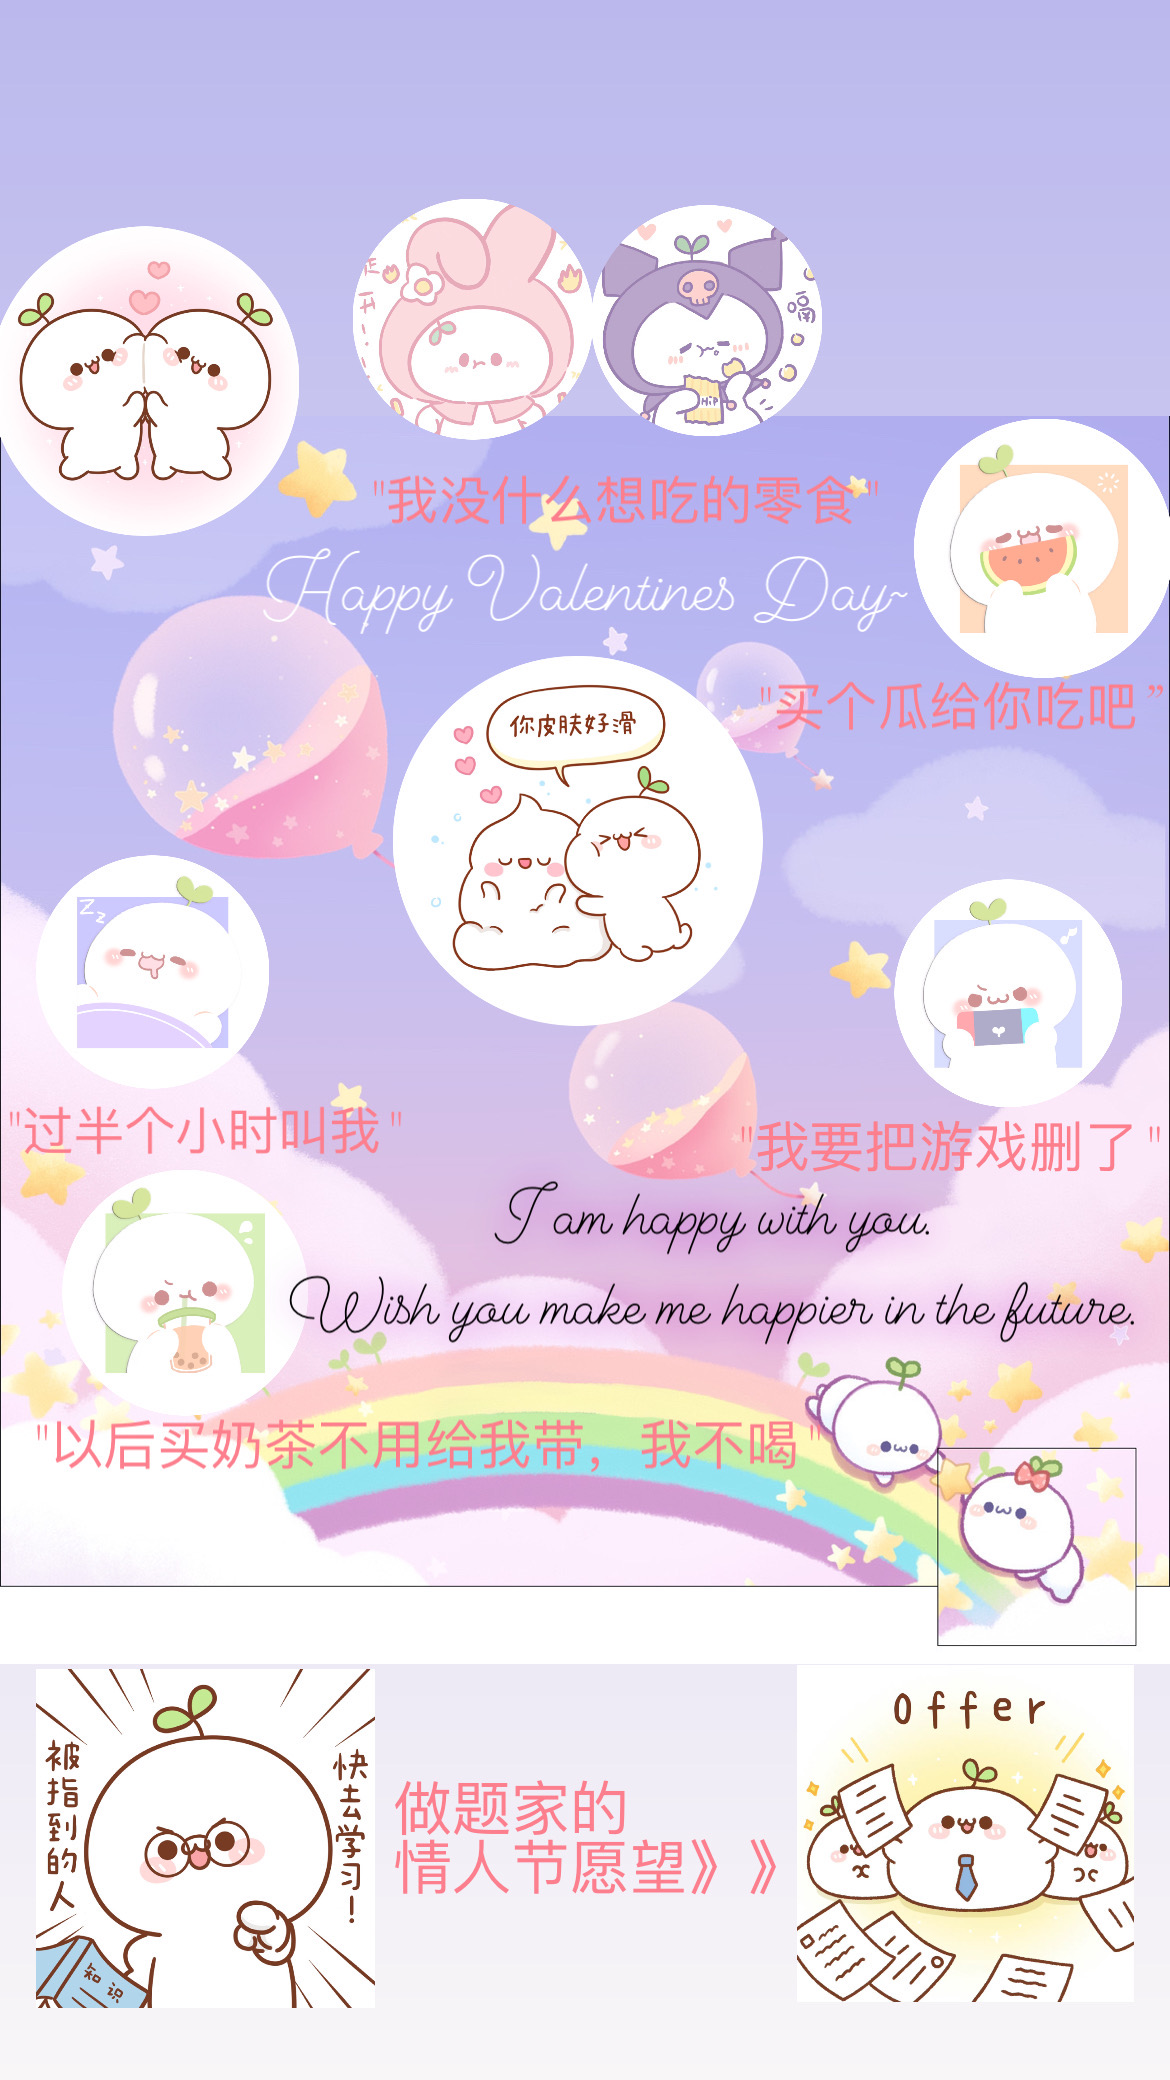 嗝
"我没什么想吃的零食"
HiP
Happy Valentines Day~
"买个瓜给你吃吧”
你皮肤好滑
Zz
"过半个小时叫我"
"我要把游戏删了"
I am happy with you.
Wish you make me happier in the future.
"以后买奶茶不用给我带，我不喝"
被指到的人
快去学习！
知识
做题家的
情人节愿望》》
Offer